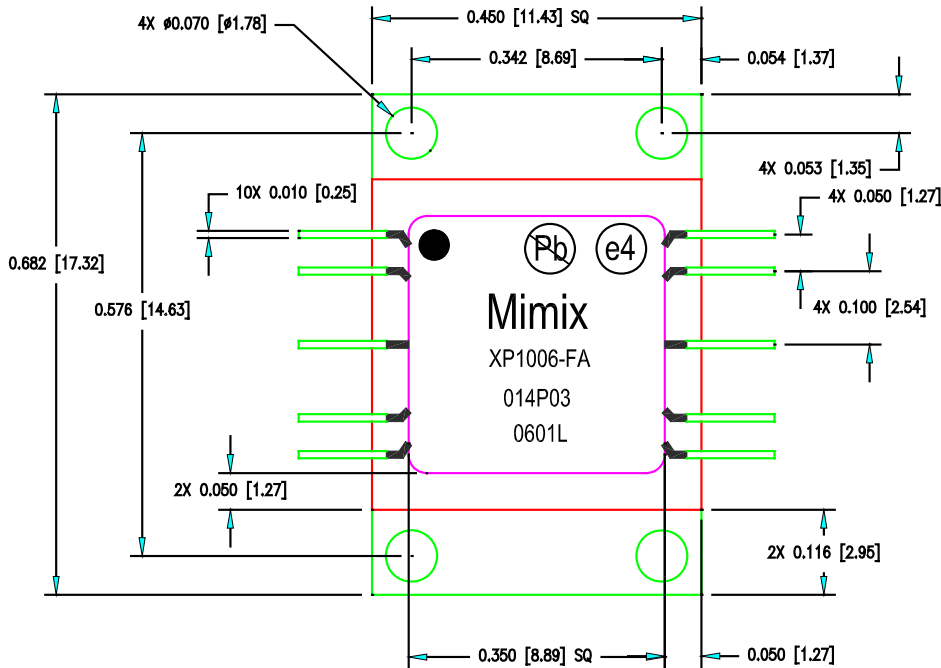 0.450 [11.43] SQ
4X ø0.070 [ø1.78]
0.342 [8.69]
0.054 [1.37]
4X 0.053 [1.35]
10X 0.010 [0.25]
4X 0.050 [1.27]
Pb
e4
0.682 [17.32]
0.576 [14.63]
Mimix
4X 0.100 [2.54]
XP1006-FA
014P03
0601L
2X 0.050 [1.27]
2X 0.116 [2.95]
0.350 [8.89] SQ
0.050 [1.27]